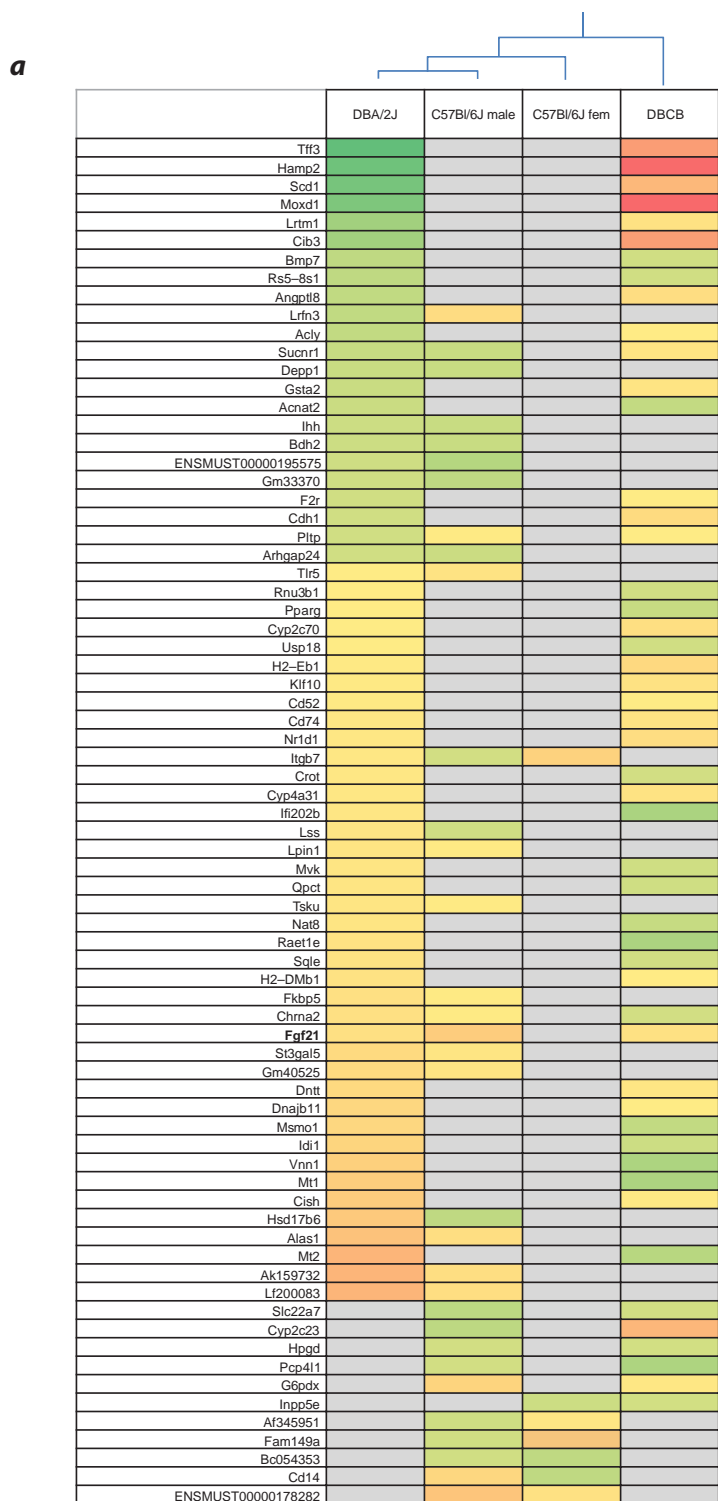 a
DBA/2J C57Bl/6J male C57Bl/6J fem DBCB
Tff3
Hamp2
Scd1
Moxd1
Lrtm1
Cib3
Bmp7
Rs5–8s1
Angptl8
Lrfn3
Acly
Sucnr1
Depp1
Gsta2
Acnat2
Ihh
Bdh2
ENSMUST00000195575
Gm33370
F2r
Cdh1
Pltp
Arhgap24
Tlr5
Rnu3b1
Pparg
Cyp2c70
Usp18
H2–Eb1
Klf10
Cd52
Cd74
Nr1d1
Itgb7
Crot
Cyp4a31
Ifi202b
Lss
Lpin1
Mvk
Qpct
Tsku
Nat8
Raet1e
Sqle
H2–DMb1
Fkbp5
Chrna2
Fgf21
St3gal5
Gm40525
Dntt
Dnajb11
Msmo1
Idi1
Vnn1
Mt1
Cish
Hsd17b6
Alas1
Mt2
Ak159732
Lf200083
Slc22a7
Cyp2c23
Hpgd
Pcp4l1
G6pdx
Inpp5e
Af345951
Fam149a
Bc054353
Cd14
ENSMUST00000178282